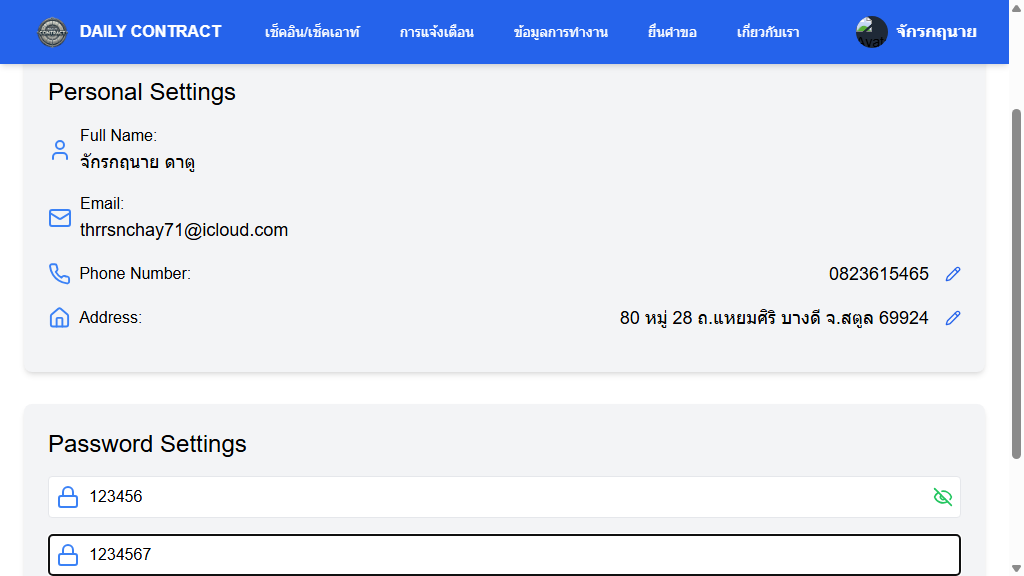 DAILY CONTRACT
เช็คอิน/เช็คเอาท์
การแจ้งเตือน
ข้อมูลการทำงาน
ยื่นคำขอ
เกี่ยวกับเรา
จักรกฤนาย
Personal Settings
Full Name:
จักรกฤนาย ดาตู
Email:
thrrsnchay71@icloud.com
Phone Number:
0823615465
Address:
80 หมู่ 28 ถ.แหยมศิริ บางดี จ.สตูล 69924
Password Settings
123456
1234567